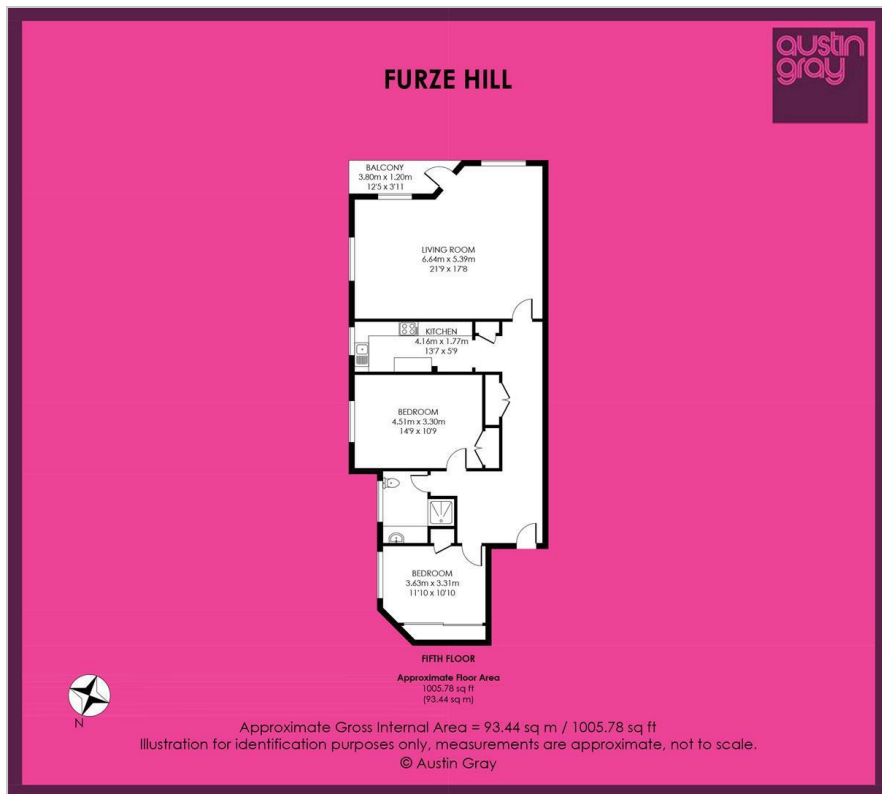 austin
gray
FURZE HILL
BALCONY
3.80m x 1.20m
12'5 x 3'11
LIVING ROOM
6.64m x 5.39m
21'9 x 17'8
KITCHEN
4.16m x 1.77m
13'7 x 5'9
BEDROOM
4.51m x 3.30m
14'9 x 10'9
BEDROOM
3.63m x 3.31m
11'10 x 10'10
FIFTH FLOOR
Approximate Floor Area
1005.78 sq ft
(93.44 sq m)
N
Approximate Gross Internal Area = 93.44 sq m / 1005.78 sq ft
Illustration for identification purposes only, measurements are approximate, not to scale.
© Austin Gray